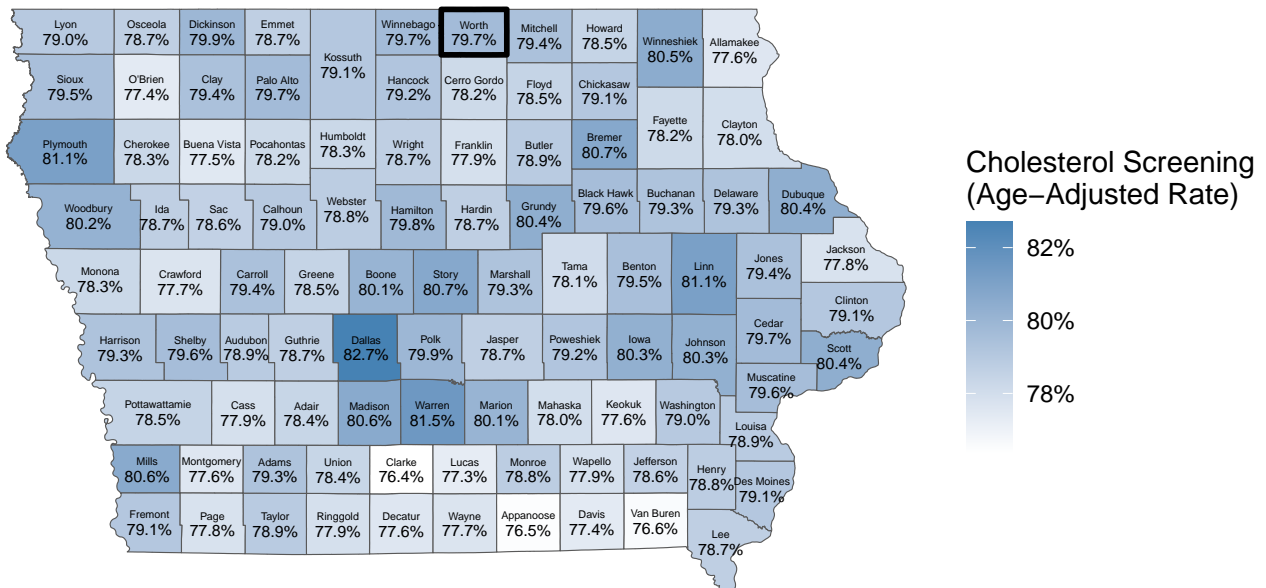 Lyon
79.0%
Osceola
78.7%
Dickinson
79.9%
Emmet
78.7%
Kossuth
79.1%
Winnebago
79.7%
Worth
79.7%
Mitchell
79.4%
Howard
78.5%
Winneshiek
80.5%
Allamakee
77.6%
Sioux
79.5%
O'Brien
77.4%
Clay
79.4%
Palo Alto
79.7%
Hancock
79.2%
Cerro Gordo
78.2%
Floyd
78.5%
Chickasaw
79.1%
Fayette
78.2%
Clayton
78.0%
Plymouth
81.1%
Cherokee
78.3%
Buena Vista
77.5%
Pocahontas
78.2%
Humboldt
78.3%
Wright
78.7%
Franklin
77.9%
Butler
78.9%
Bremer
80.7%
Woodbury
80.2%
Ida
78.7%
Sac
78.6%
Calhoun
79.0%
Webster
78.8%
Hamilton
79.8%
Hardin
78.7%
Grundy
80.4%
Black Hawk
79.6%
Buchanan
79.3%
Delaware
79.3%
Dubuque
80.4%
Monona
78.3%
Crawford
77.7%
Carroll
79.4%
Greene
78.5%
Boone
80.1%
Story
80.7%
Marshall
79.3%
Tama
78.1%
Benton
79.5%
Linn
81.1%
Jones
79.4%
Jackson
77.8%
Clinton
79.1%
Harrison
79.3%
Shelby
79.6%
Audubon
78.9%
Guthrie
78.7%
Dallas
82.7%
Polk
79.9%
Jasper
78.7%
Poweshiek
79.2%
Iowa
80.3%
Johnson
80.3%
Cedar
79.7%
Scott
80.4%
Muscatine
79.6%
Pottawattamie
78.5%
Cass
77.9%
Adair
78.4%
Madison
80.6%
Warren
81.5%
Marion
80.1%
Mahaska
78.0%
Keokuk
77.6%
Washington
79.0%
Louisa
78.9%
Mills
80.6%
Montgomery
77.6%
Adams
79.3%
Union
78.4%
Clarke
76.4%
Lucas
77.3%
Monroe
78.8%
Wapello
77.9%
Jefferson
78.6%
Henry
78.8%
Des Moines
79.1%
Fremont
79.1%
Page
77.8%
Taylor
78.9%
Ringgold
77.9%
Decatur
77.6%
Wayne
77.7%
Appanoose
76.5%
Davis
77.4%
Van Buren
76.6%
Lee
78.7%
Cholesterol Screening
(Age−Adjusted Rate)
82%
80%
78%